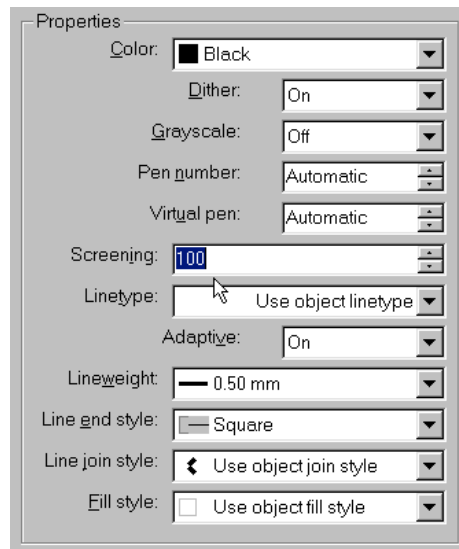 Properties
Color: Black
Dither: On
Grayscale: Off
Pen number: Automatic
Virtual pen: Automatic
Screening: 100
Linetype: Use object linetype
Adaptive: On
Lineweight: 0.50 mm
Line end style: Square
Line join style: Use object join style
Fill style: Use object fill style